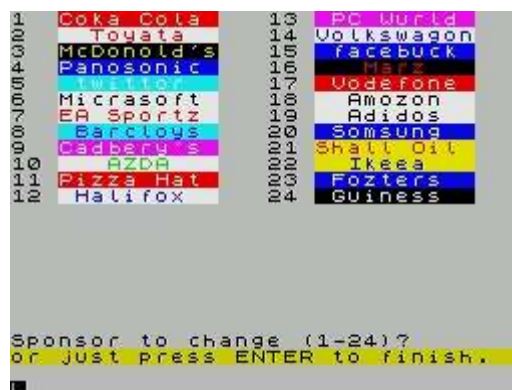 1 Coka Cola
2 Toyata
3 McDonold's
4 Panosonic
5 twittor
6 Micrasoft
7 EA Sportz
8 Barcloys
9 Cadbery's
10 AZDA
11 Pizza Hat
12 Halifox
13 PC Wurld
14 Volkswagon
15 facebuck
16 Marz
17 Vodefone
18 Amozon
19 Adidos
20 Somsung
21 Shall Oil
22 Ikeea
23 Fozters
24 Guiness
Sponsor to change (1-24)?
or just press ENTER to finish.
L